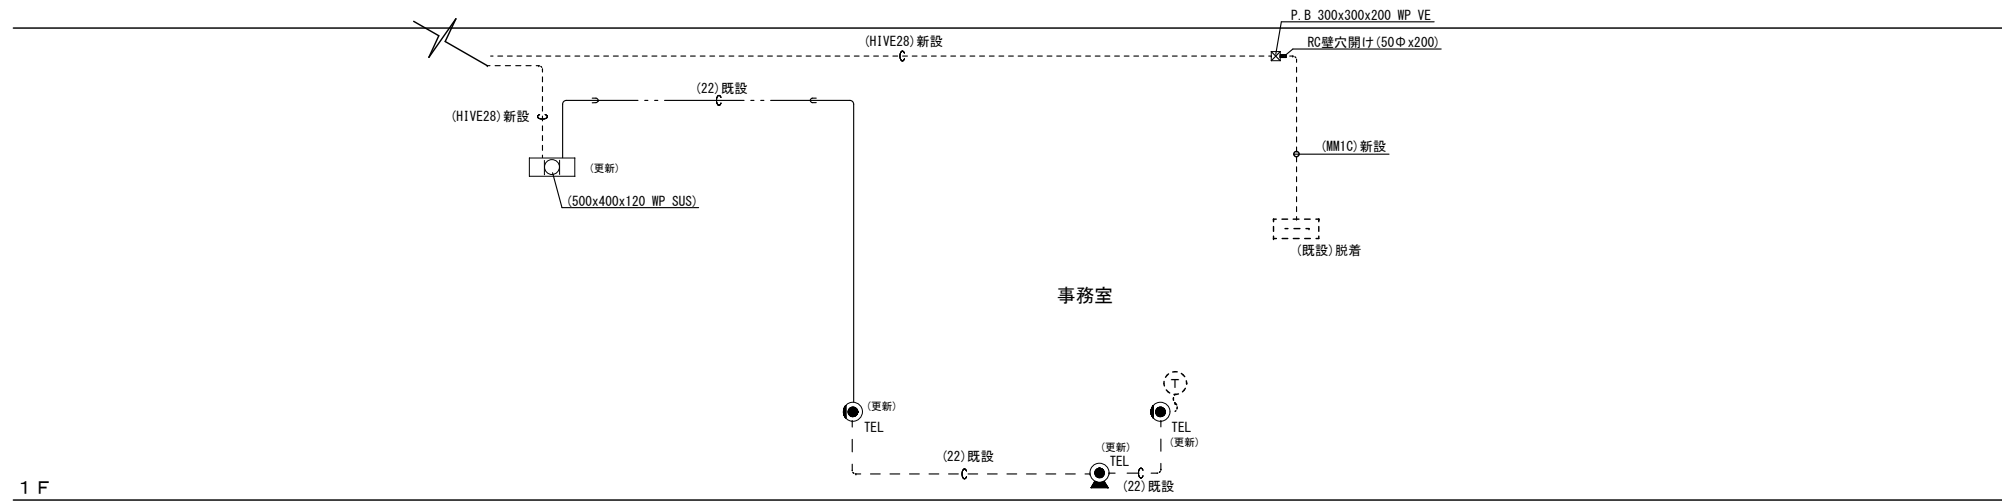 P.B 300x300x200 WP VE
(HIVE28)新設
RC壁穴開け(50Φx200)
(22)既設
(HIVE28)新設
(MM1C)新設
(更新)
(500x400x120 WP SUS)
(既設)脱着
事務室
T
(更新)
TEL
TEL
(更新)
(更新)
TEL
(22)既設
(22)既設
1F